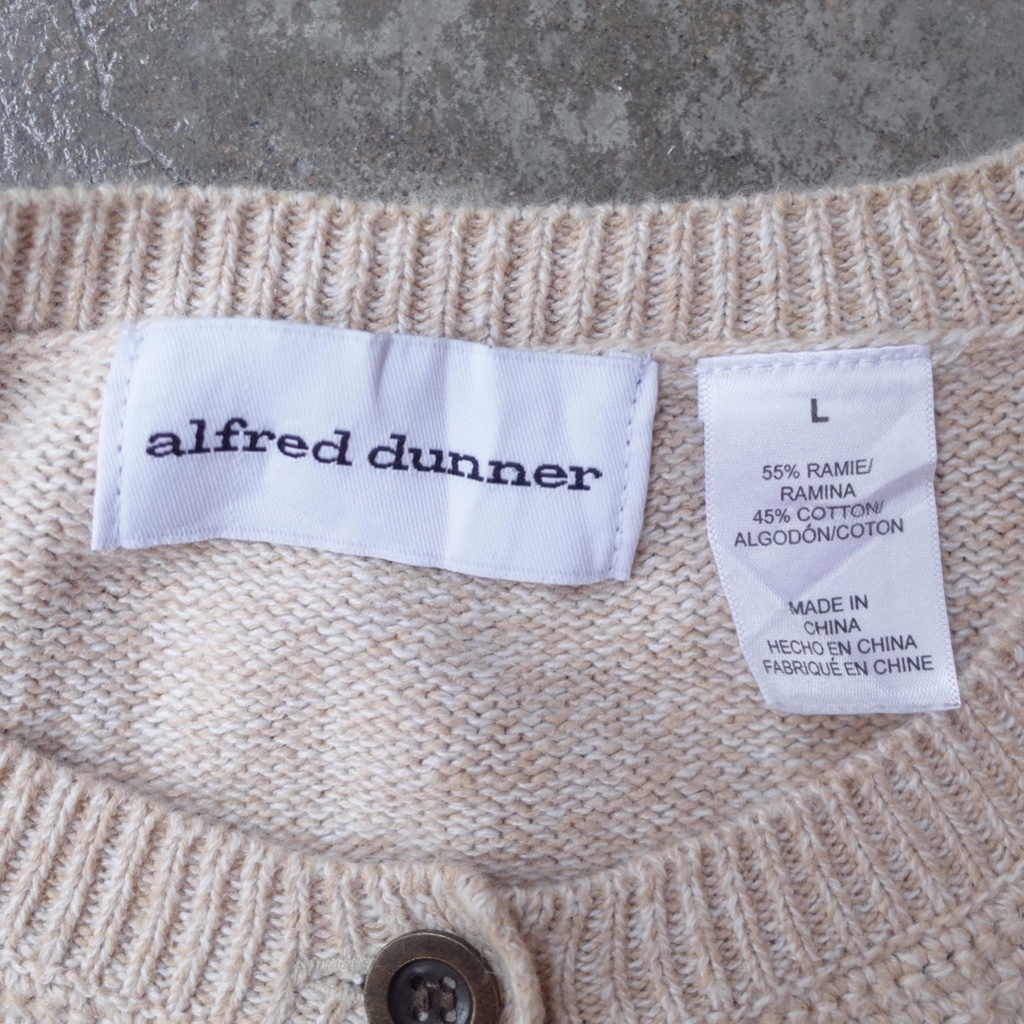 alfred dunner
L
55% RAMIE/
RAMINA
45% COTTON/
ALGODÓN/COTON
MADE IN
CHINA
HECHO EN CHINA
FABRIQUÉ EN CHINE